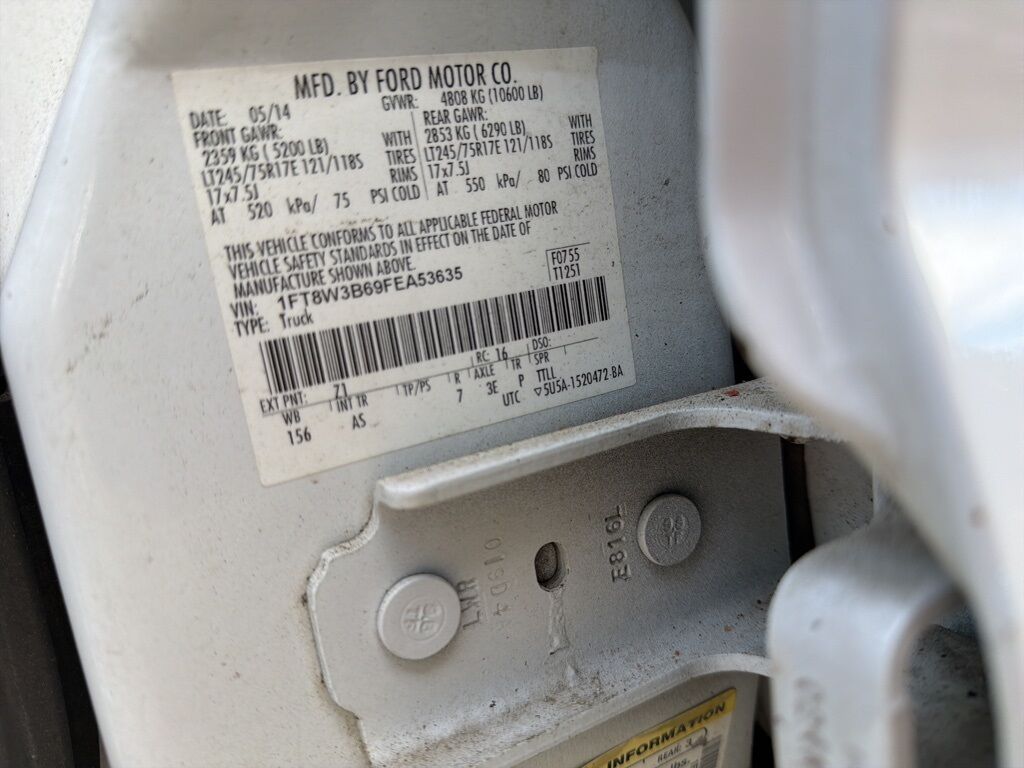 MFD. BY FORD MOTOR CO.
DATE: 05/14 GVWR: 4808 KG (10600 LB)
FRONT GAWR: REAR GAWR:
2359 KG ( 5200 LB) WITH 2853 KG ( 6290 LB) WITH
LT245/75R17E 121/118S TIRES LT245/75R17E 121/118S TIRES
17x7.5J RIMS 17x7.5J RIMS
AT 520 kPa/ 75 PSI COLD AT 550 kPa/ 80 PSI COLD
THIS VEHICLE CONFORMS TO ALL APPLICABLE FEDERAL MOTOR
VEHICLE SAFETY STANDARDS IN EFFECT ON THE DATE OF
MANUFACTURE SHOWN ABOVE.
F0755
VIN: 1FT8W3B69FEA53635
T1251
TYPE: Truck
EXT PNT: Z1 RC: 16 DSO:
WB INT TR TP/PS R AXLE TR SPR
156 AS 7 3E P TTLL
UTC ▽5U5A-1520472-BA
LWR
E816L
INFORMATION
REAR: 3
lbs.